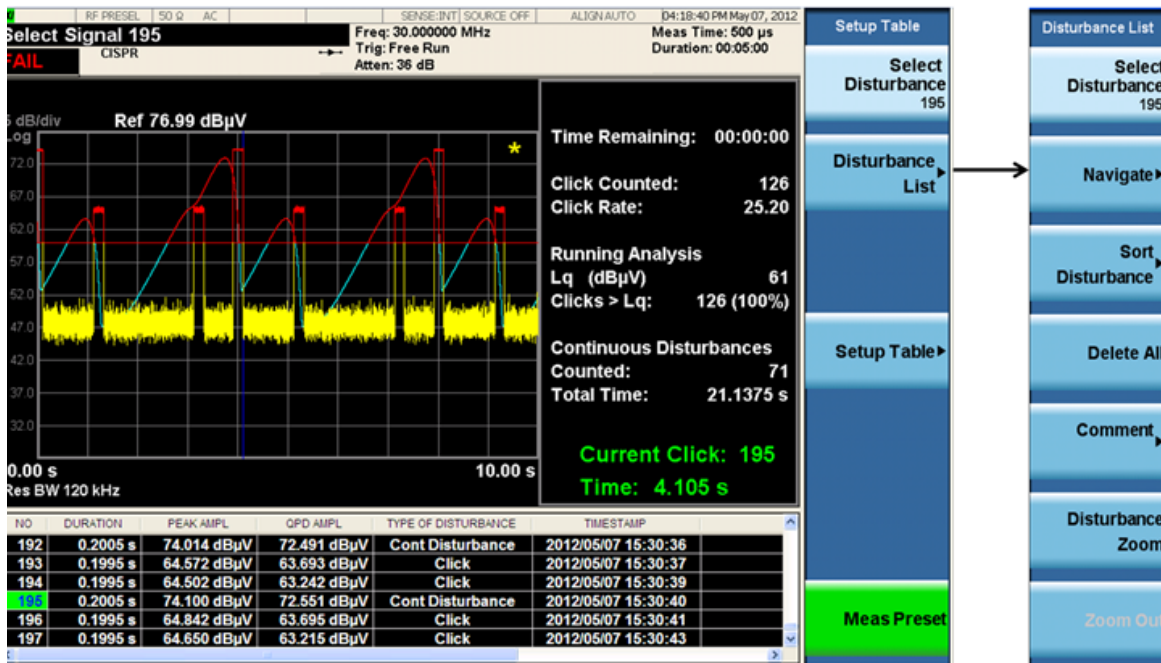 RF PRESEL 50 Ω AC SENSE:INT SOURCE OFF ALIGN AUTO 04:18:40 PM May 07, 2012
Select Signal 195
FAIL
CISPR
Freq: 30.000000 MHz
Trig: Free Run
Atten: 36 dB
Meas Time: 500 µs
Duration: 00:05:00
5 dB/div Ref 76.99 dBµV
Log
72.0
67.0
62.0
57.0
52.0
47.0
42.0
37.0
32.0
*
0.00 s 10.00 s
Res BW 120 kHz
Time Remaining: 00:00:00
Click Counted: 126
Click Rate: 25.20
Running Analysis
Lq (dBµV) 61
Clicks > Lq: 126 (100%)
Continuous Disturbances
Counted: 71
Total Time: 21.1375 s
Current Click: 195
Time: 4.105 s
NO DURATION PEAK AMPL QPD AMPL TYPE OF DISTURBANCE TIMESTAMP
192 0.2005 s 74.014 dBµV 72.491 dBµV Cont Disturbance 2012/05/07 15:30:36
193 0.1995 s 64.572 dBµV 63.693 dBµV Click 2012/05/07 15:30:37
194 0.1995 s 64.502 dBµV 63.242 dBµV Click 2012/05/07 15:30:39
195 0.2005 s 74.100 dBµV 72.551 dBµV Cont Disturbance 2012/05/07 15:30:40
196 0.1995 s 64.842 dBµV 63.695 dBµV Click 2012/05/07 15:30:41
197 0.1995 s 64.650 dBµV 63.215 dBµV Click 2012/05/07 15:30:43
Setup Table
Select
Disturbance
195
Disturbance
List
Setup Table
Meas Preset
Disturbance List
Select
Disturbance
195
Navigate
Sort
Disturbance
Delete All
Comment
Disturbance
Zoom
Zoom Out